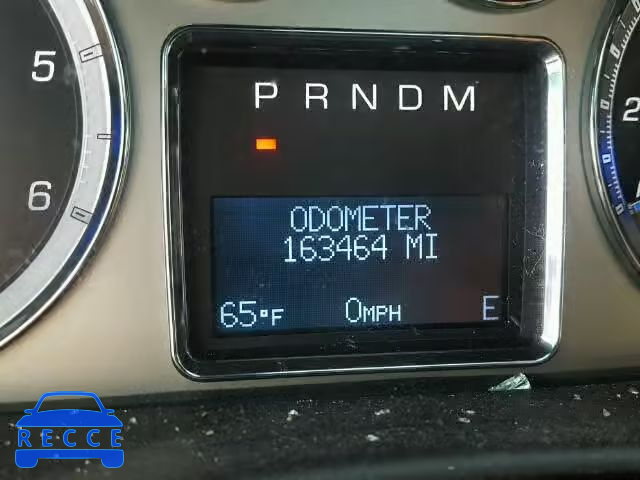 5
6
P R N D M
ODOMETER
163464 MI
65°F 0MPH E
2
RECCE